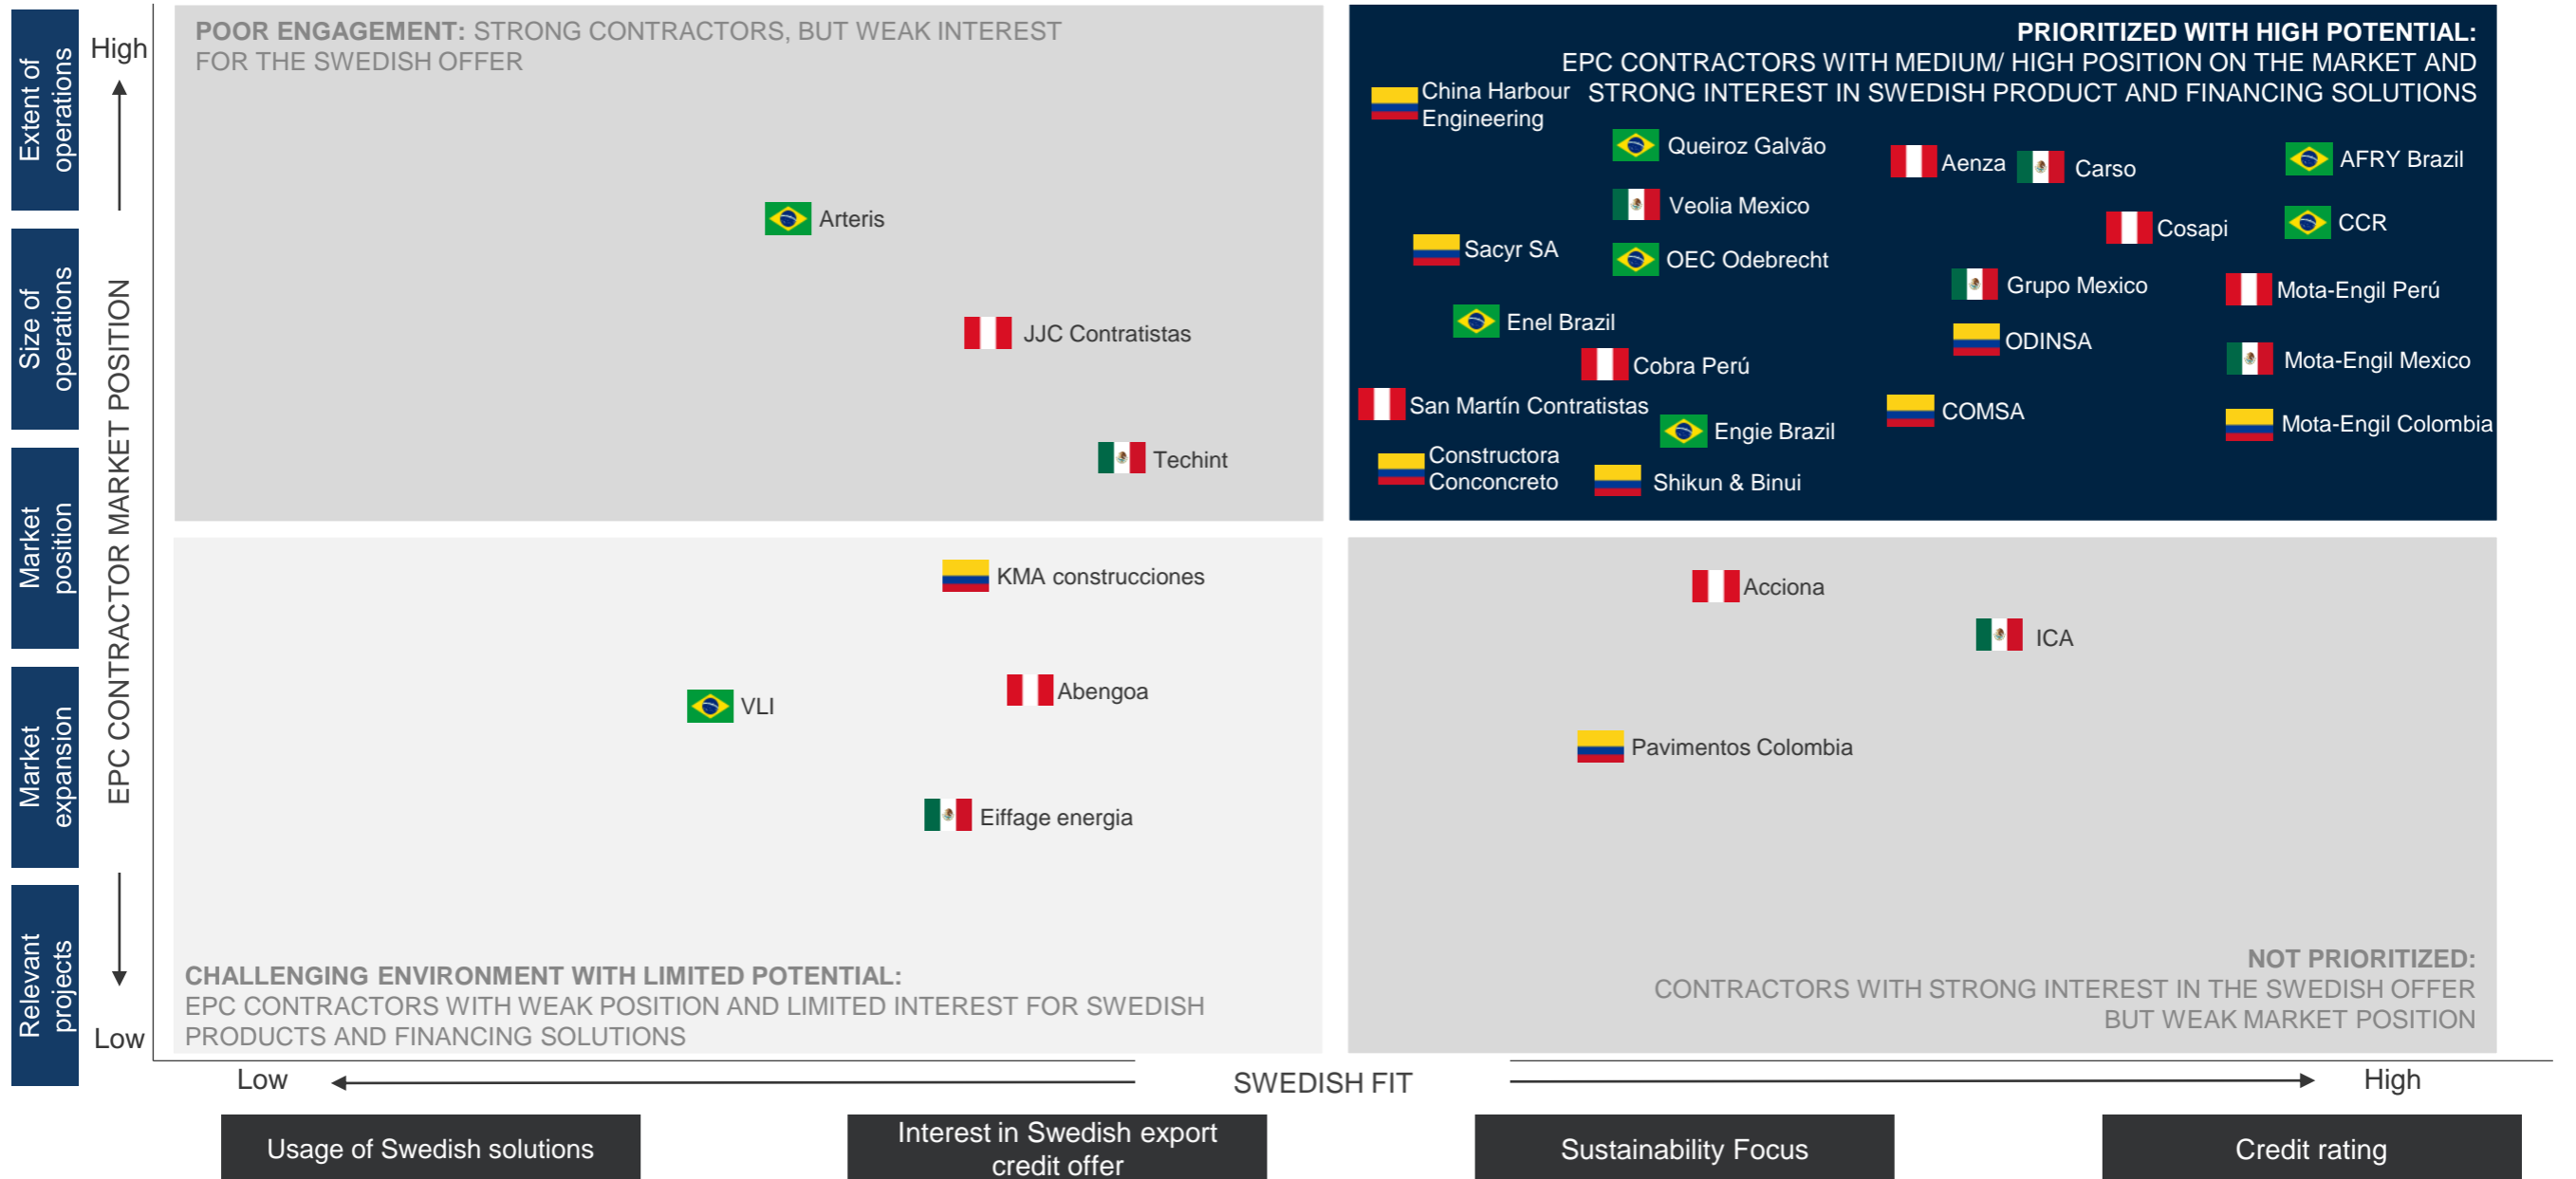 Extent of
operations
Size of
operations
Market
position
Market
expansion
Relevant
projects
High
EPC CONTRACTOR MARKET POSITION
Low
POOR ENGAGEMENT: STRONG CONTRACTORS, BUT WEAK INTEREST
FOR THE SWEDISH OFFER
Arteris
JJC Contratistas
Techint
PRIORITIZED WITH HIGH POTENTIAL:
EPC CONTRACTORS WITH MEDIUM/ HIGH POSITION ON THE MARKET AND
STRONG INTEREST IN SWEDISH PRODUCT AND FINANCING SOLUTIONS
China Harbour
Engineering
Queiroz Galvão
Aenza
Carso
AFRY Brazil
Veolia Mexico
Cosapi
CCR
Sacyr SA
OEC Odebrecht
Grupo Mexico
Mota-Engil Perú
Enel Brazil
ODINSA
Cobra Perú
Mota-Engil Mexico
San Martín Contratistas
COMSA
Engie Brazil
Mota-Engil Colombia
Constructora
Conconcreto
Shikun & Binui
KMA construcciones
Abengoa
VLI
Eiffage energia
CHALLENGING ENVIRONMENT WITH LIMITED POTENTIAL:
EPC CONTRACTORS WITH WEAK POSITION AND LIMITED INTEREST FOR SWEDISH
PRODUCTS AND FINANCING SOLUTIONS
Acciona
ICA
Pavimentos Colombia
NOT PRIORITIZED:
CONTRACTORS WITH STRONG INTEREST IN THE SWEDISH OFFER
BUT WEAK MARKET POSITION
Low
SWEDISH FIT
High
Usage of Swedish solutions
Interest in Swedish export
credit offer
Sustainability Focus
Credit rating